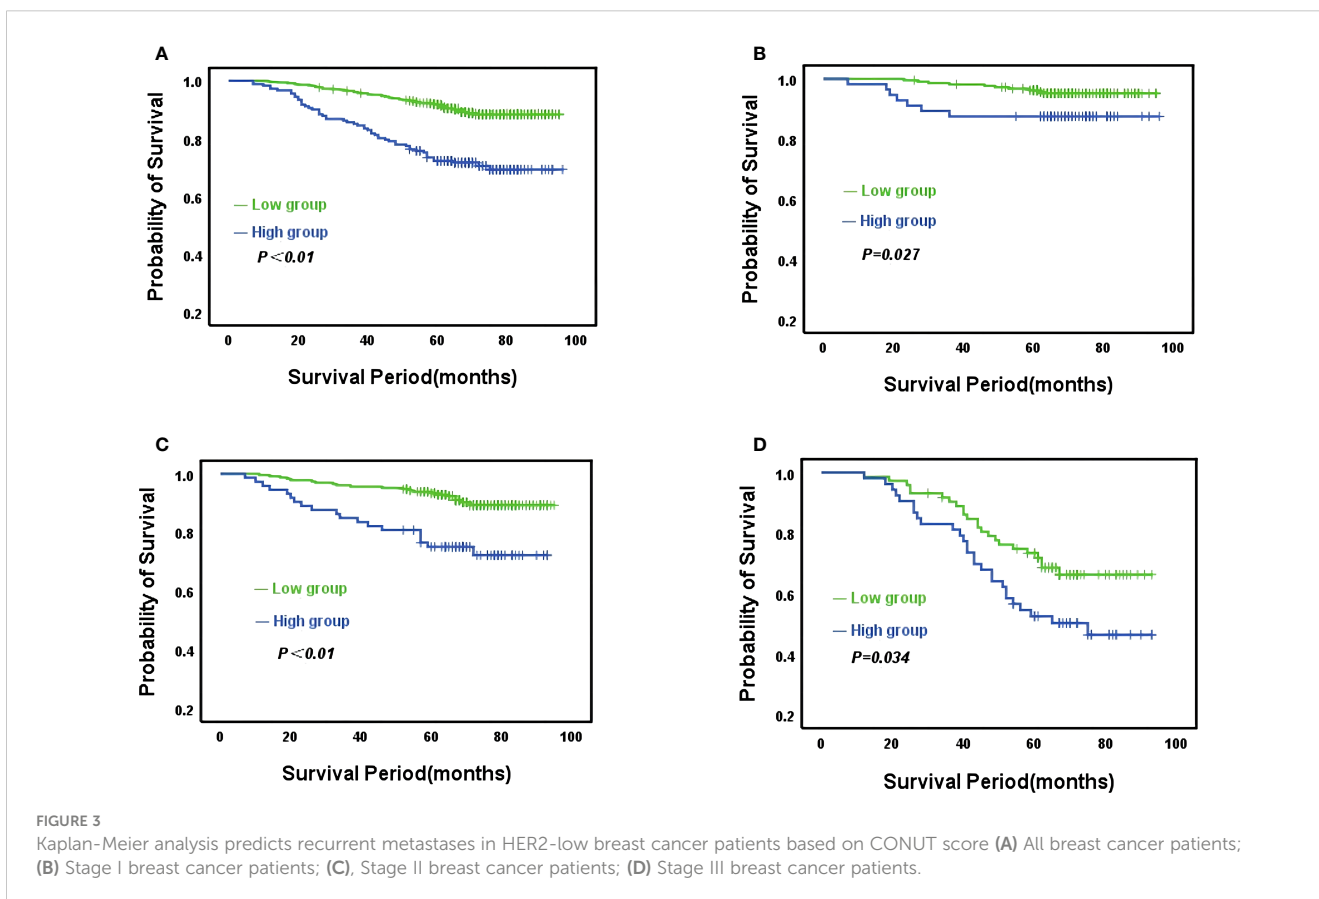 A
Probability of Survival
1.0
0.8
0.6
0.4
0.2
— Low group
— High group
P<0.01
0 20 40 60 80 100
Survival Period(months)
B
Probability of Survival
1.0
0.8
0.6
0.4
0.2
— Low group
— High group
P=0.027
0 20 40 60 80 100
Survival Period(months)
C
Probability of Survival
1.0
0.8
0.6
0.4
0.2
— Low group
— High group
P<0.01
0 20 40 60 80 100
Survival Period(months)
D
Probability of Survival
1.0
0.8
0.6
0.4
0.2
— Low group
— High group
P=0.034
0 20 40 60 80 100
Survival Period(months)
FIGURE 3
Kaplan-Meier analysis predicts recurrent metastases in HER2-low breast cancer patients based on CONUT score (A) All breast cancer patients;
(B) Stage I breast cancer patients; (C), Stage II breast cancer patients; (D) Stage III breast cancer patients.